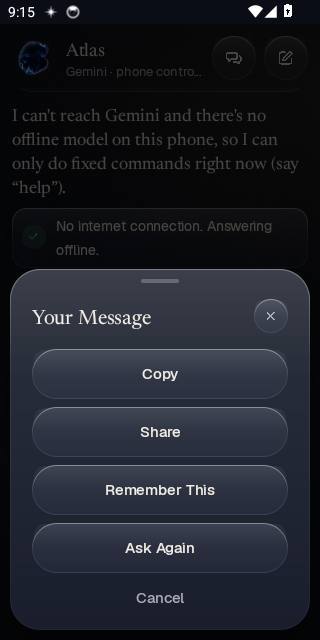 9:15
Atlas
Gemini · phone contro...
I can't reach Gemini and there's no
offline model on this phone, so I can
only do fixed commands right now (say
“help”).
No internet connection. Answering
offline.
Your Message
Copy
Share
Remember This
Ask Again
Cancel